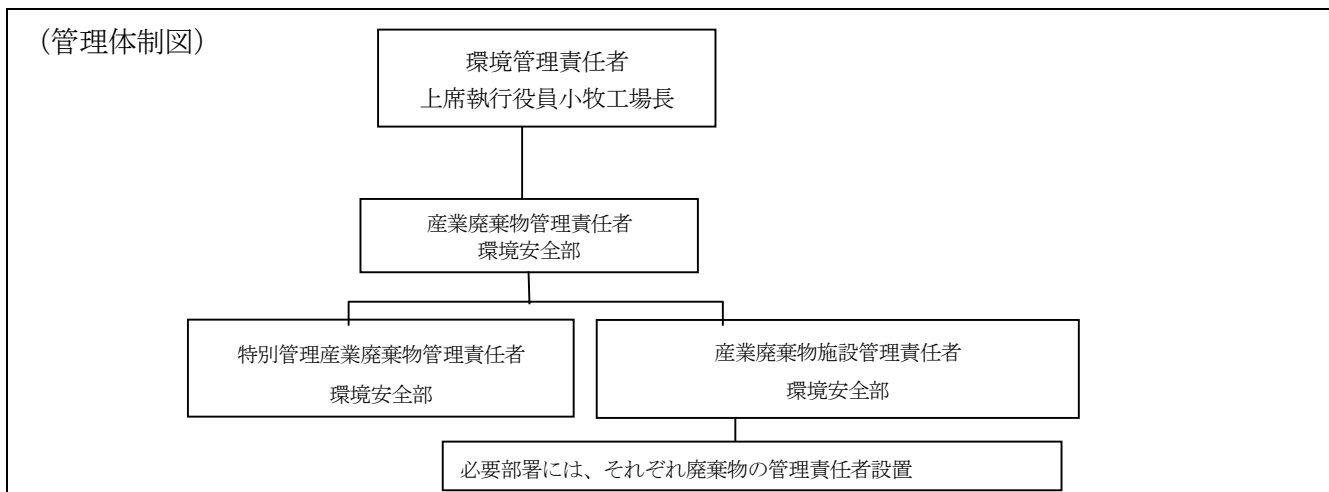 （管理体制図）
環境管理責任者
上席執行役員小牧工場長
産業廃棄物管理責任者
環境安全部
特別管理産業廃棄物管理責任者
環境安全部
産業廃棄物施設管理責任者
環境安全部
必要部署には、それぞれ廃棄物の管理責任者設置